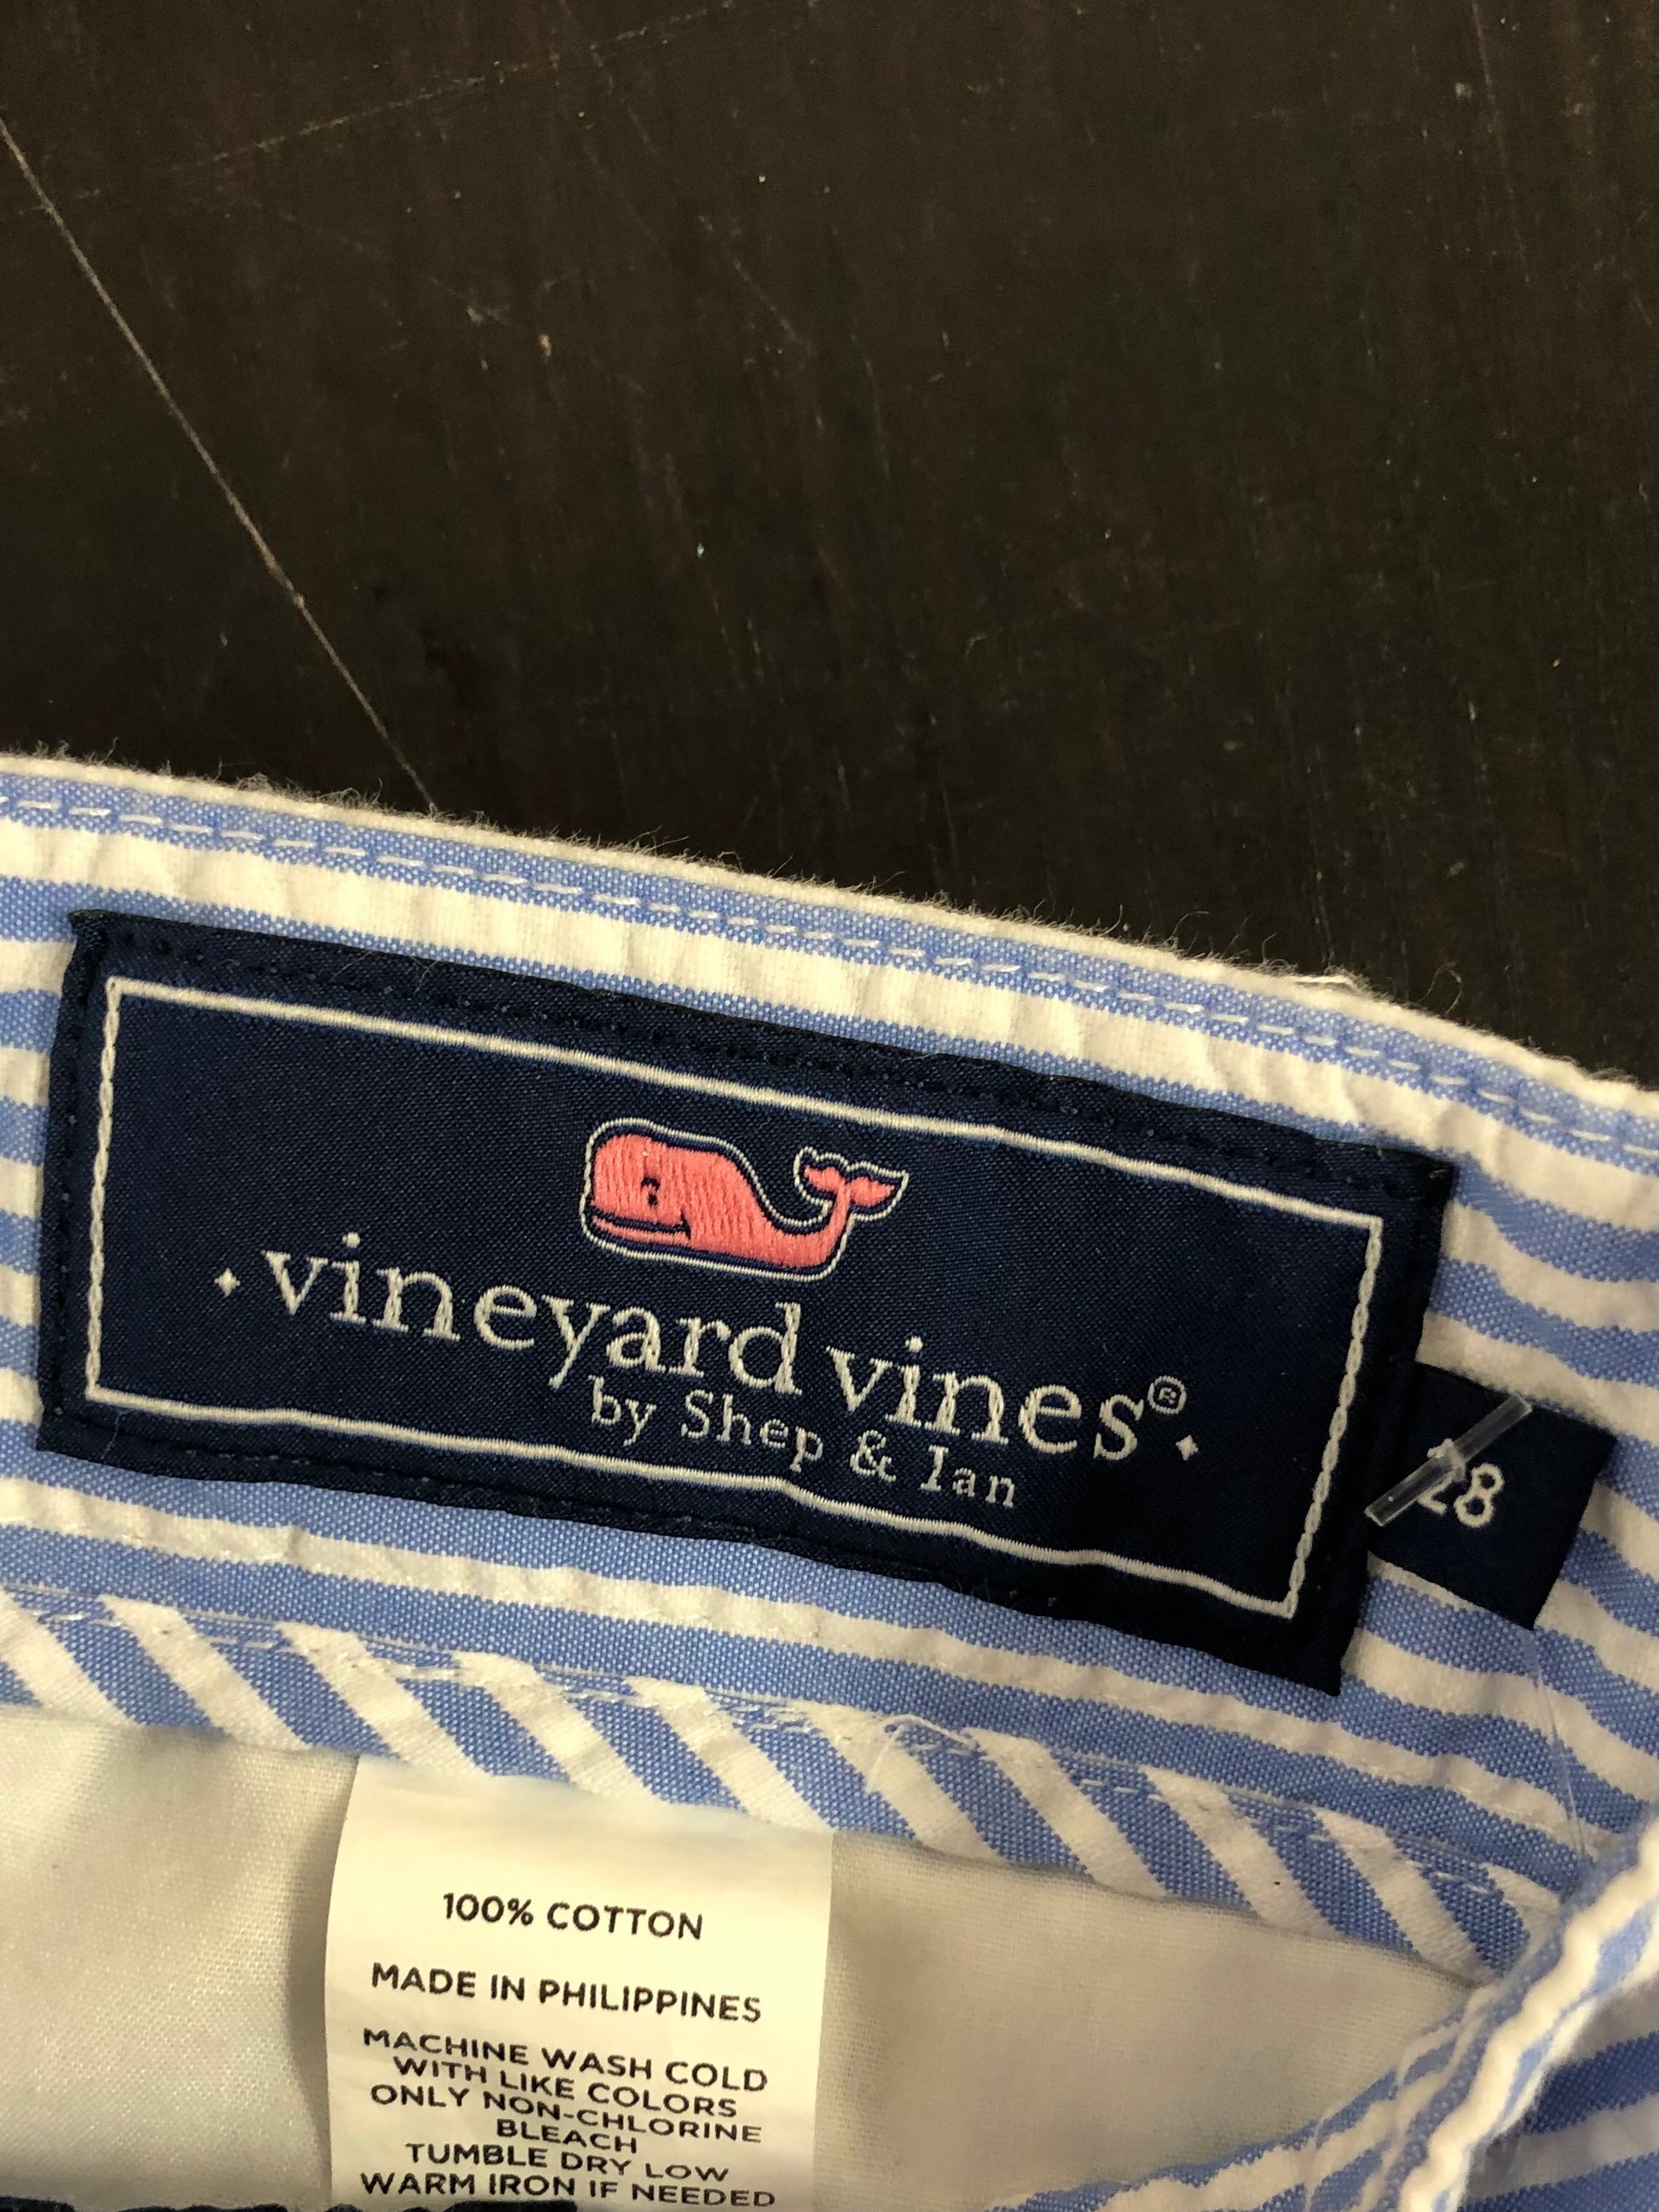 vineyard vines®
by Shep & Ian
28
100% COTTON
MADE IN PHILIPPINES
MACHINE WASH COLD
WITH LIKE COLORS
ONLY NON-CHLORINE
BLEACH
TUMBLE DRY LOW
WARM IRON IF NEEDED